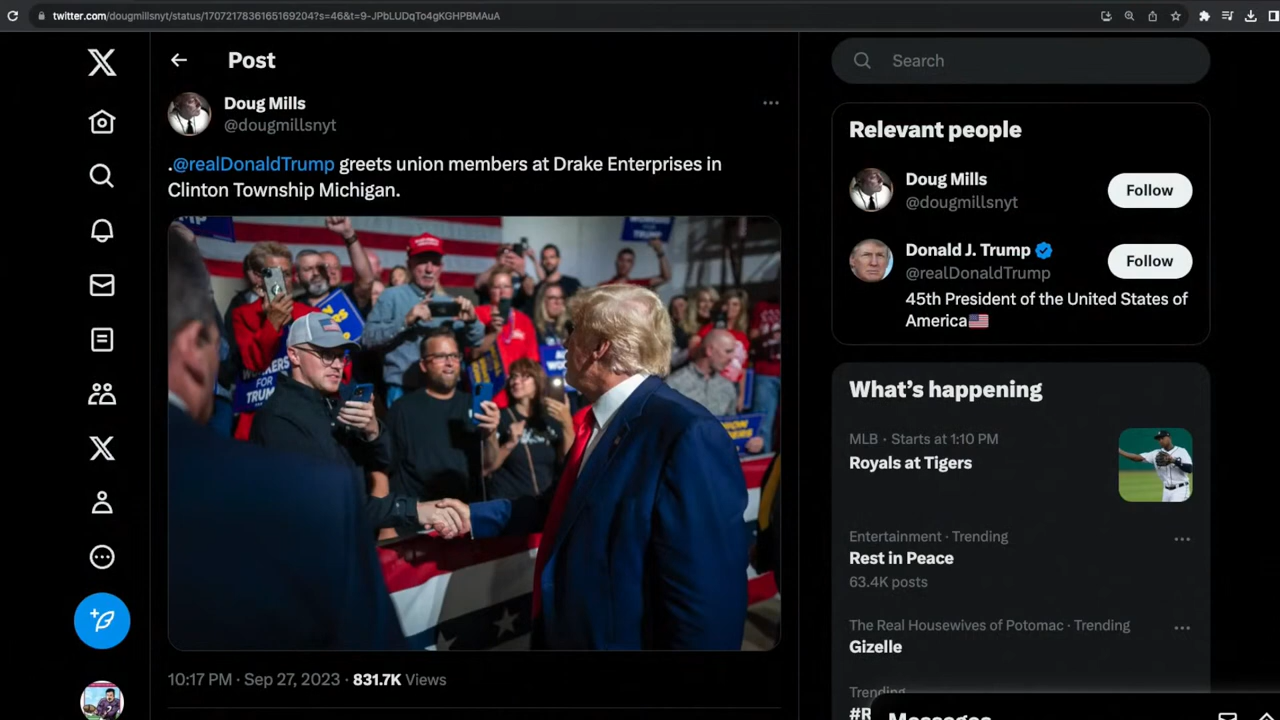 twitter.com/dougmillsnyt/status/1707217836165169204?s=46&t=9-JPbLUDqTo4gKGHPBMAuA
Post
Doug Mills
@dougmillsnyt
.@realDonaldTrump greets union members at Drake Enterprises in
Clinton Township Michigan.
WORKERS
FOR
TRUMP
10:17 PM · Sep 27, 2023 · 831.7K Views
Search
Relevant people
Doug Mills
@dougmillsnyt
Follow
Donald J. Trump
@realDonaldTrump
Follow
45th President of the United States of
America🇺🇸
What's happening
MLB · Starts at 1:10 PM
Royals at Tigers
Entertainment · Trending
Rest in Peace
63.4K posts
The Real Housewives of Potomac · Trending
Gizelle
Trending
#R
Messages